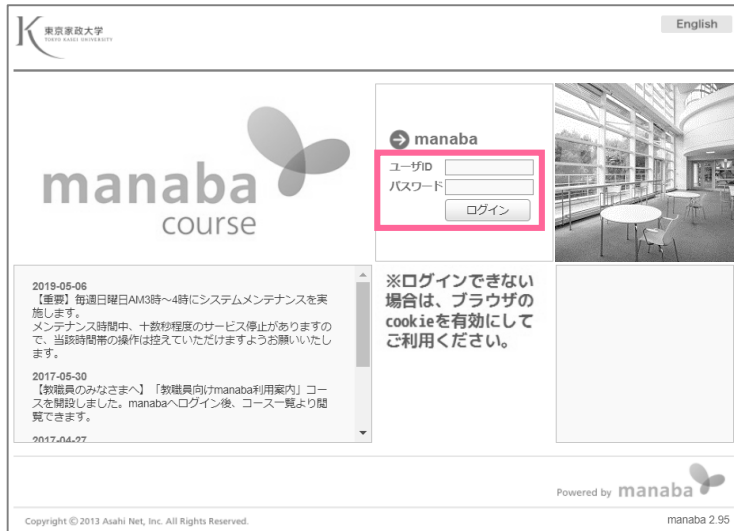 東京家政大学
TOKYO KASEI UNIVERSITY
English
manaba
course
manaba
ユーザID
パスワード
ログイン
2019-05-06
【重要】毎週日曜日AM3時～4時にシステムメンテナンスを実
施します。
メンテナンス時間中、十数秒程度のサービス停止がありますの
で、当該時間帯の操作は控えていただけますようお願いいたし
ます。
2017-05-30
【教職員のみなさまへ】「教職員向けmanaba利用案内」コー
スを開設しました。manabaへログイン後、コース一覧より閲
覧できます。
2017-04-27
※ログインできない
場合は、ブラウザの
cookieを有効にして
ご利用ください。
Powered by manaba
Copyright © 2013 Asahi Net, Inc. All Rights Reserved.
manaba 2.95